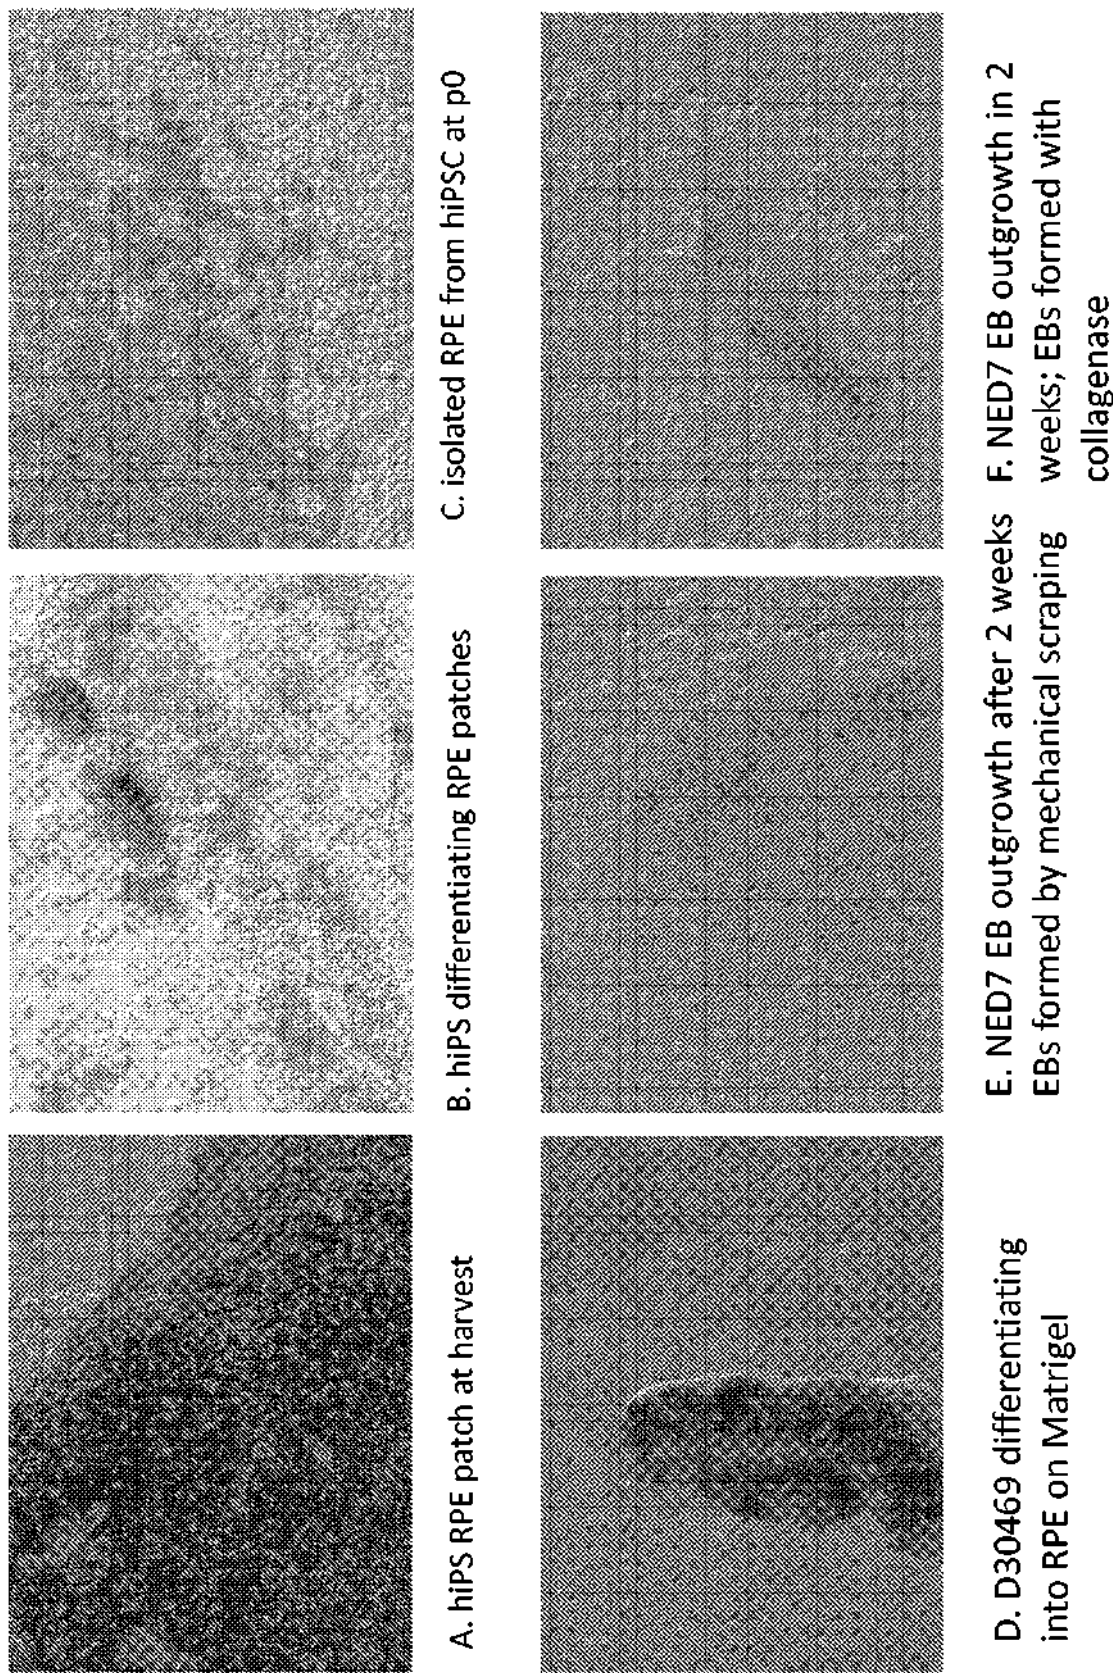 A. hiPS RPE patch at harvest
B. hiPS differentiating RPE patches
C. isolated RPE from hiPSC at p0
D. D30469 differentiating
into RPE on Matrigel
E. NED7 EB outgrowth after 2 weeks
EBs formed by mechanical scraping
F. NED7 EB outgrowth in 2
weeks; EBs formed with
collagenase